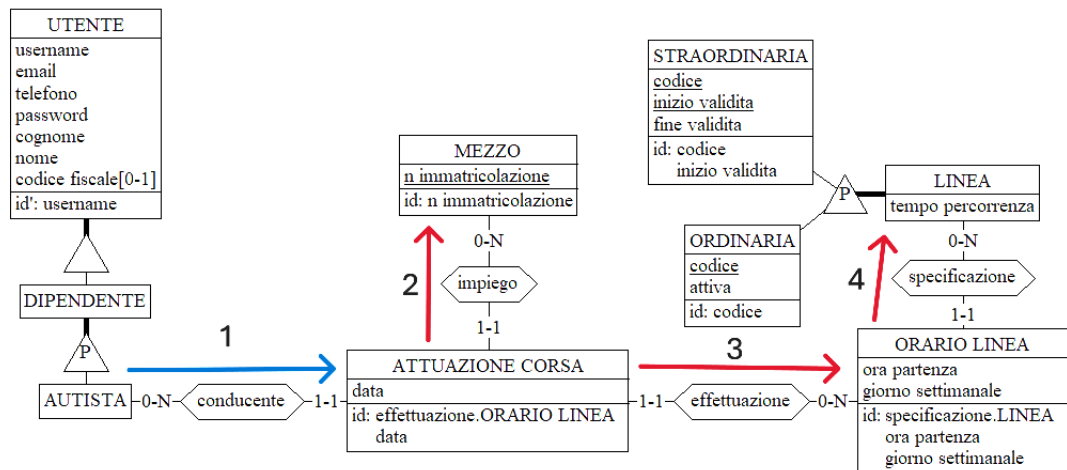 UTENTE
username
email
telefono
password
cognome
nome
codice fiscale[0-1]
id': username
DIPENDENTE
P
AUTISTA
0-N
conducente
1-1
1
MEZZO
n immatricolazione
id: n immatricolazione
0-N
impiego
1-1
2
ATTUAZIONE CORSA
data
id: effettuazione.ORARIO LINEA
data
3
1-1
effettuazione
0-N
STRAORDINARIA
codice
inizio validita
fine validita
id: codice
inizio validita
P
LINEA
tempo percorrenza
ORDINARIA
codice
attiva
id: codice
0-N
specificazione
1-1
4
ORARIO LINEA
ora partenza
giorno settimanale
id: specificazione.LINEA
ora partenza
giorno settimanale